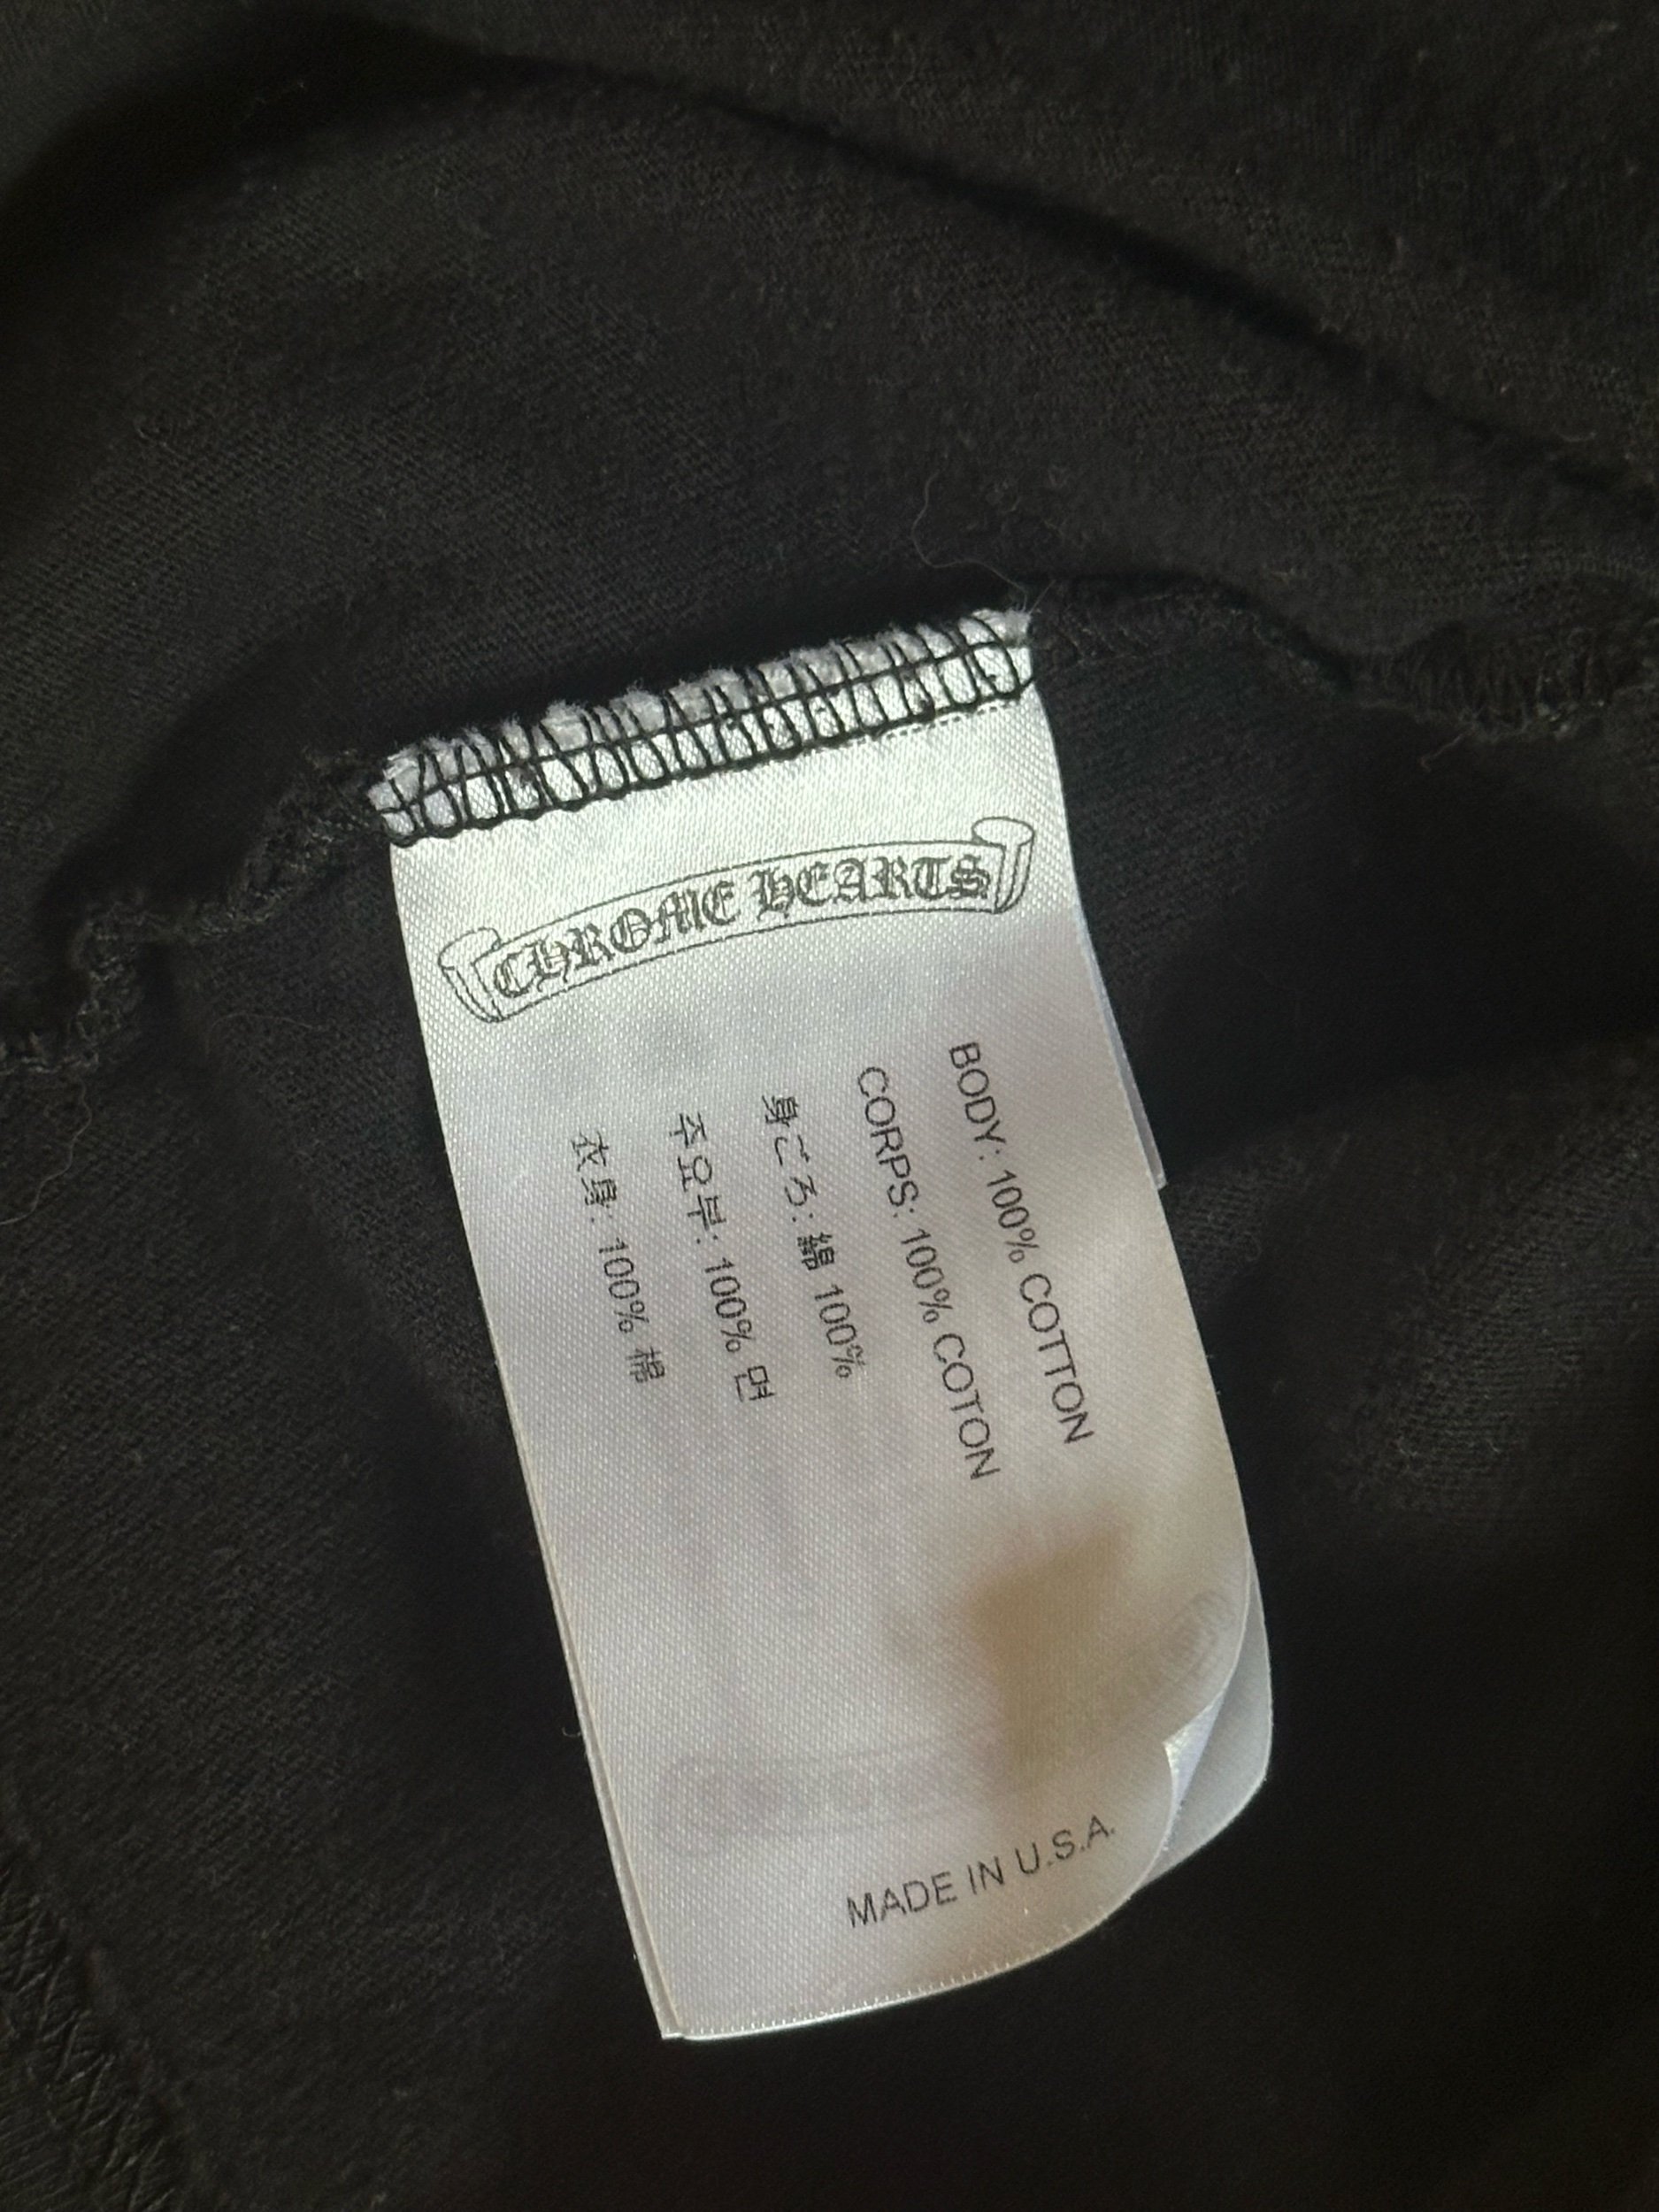 CHROME HEARTS
BODY: 100% COTTON
CORPS: 100% COTON
身ごろ: 綿 100%
주요부: 100% 면
衣身: 100% 棉
MADE IN U.S.A.